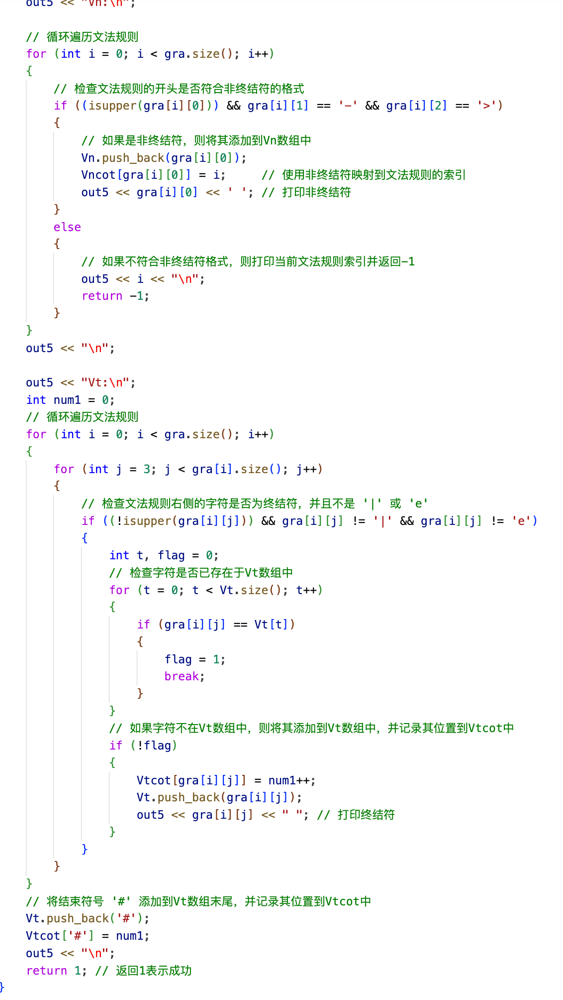 out5 << "Vn:\n";
// 循环遍历文法规则
for (int i = 0; i < gra.size(); i++)
{
// 检查文法规则的开头是否符合非终结符的格式
if ((isupper(gra[i][0])) && gra[i][1] == '-' && gra[i][2] == '>')
{
// 如果是非终结符，则将其添加到Vn数组中
Vn.push_back(gra[i][0]);
Vncot[gra[i][0]] = i;     // 使用非终结符映射到文法规则的索引
out5 << gra[i][0] << ' '; // 打印非终结符
}
else
{
// 如果不符合非终结符格式，则打印当前文法规则索引并返回-1
out5 << i << "\n";
return -1;
}
}
out5 << "\n";
out5 << "Vt:\n";
int num1 = 0;
// 循环遍历文法规则
for (int i = 0; i < gra.size(); i++)
{
for (int j = 3; j < gra[i].size(); j++)
{
// 检查文法规则右侧的字符是否为终结符，并且不是 '|' 或 'e'
if ((!isupper(gra[i][j])) && gra[i][j] != '|' && gra[i][j] != 'e')
{
int t, flag = 0;
// 检查字符是否已存在于Vt数组中
for (t = 0; t < Vt.size(); t++)
{
if (gra[i][j] == Vt[t])
{
flag = 1;
break;
}
}
// 如果字符不在Vt数组中，则将其添加到Vt数组中，并记录其位置到Vtcot中
if (!flag)
{
Vtcot[gra[i][j]] = num1++;
Vt.push_back(gra[i][j]);
out5 << gra[i][j] << " "; // 打印终结符
}
}
}
}
// 将结束符号 '#' 添加到Vt数组末尾，并记录其位置到Vtcot中
Vt.push_back('#');
Vtcot['#'] = num1;
out5 << "\n";
return 1; // 返回1表示成功
}